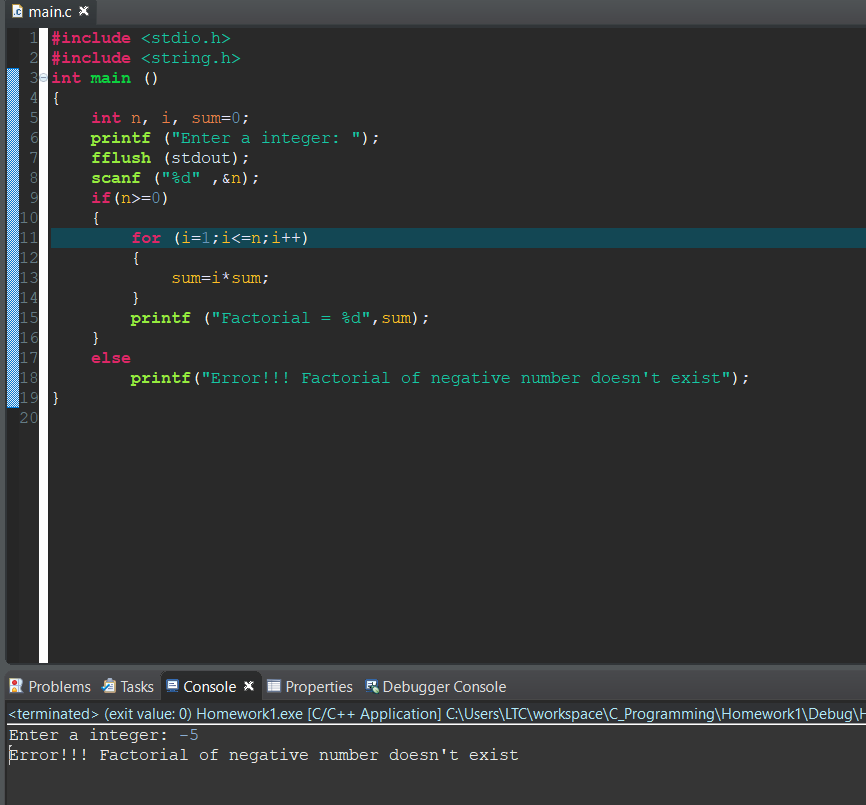 main.c
1 #include <stdio.h>
2 #include <string.h>
3 int main ()
4 {
5     int n, i, sum=0;
6     printf ("Enter a integer: ");
7     fflush (stdout);
8     scanf ("%d" ,&n);
9     if(n>=0)
10     {
11         for (i=1;i<=n;i++)
12         {
13             sum=i*sum;
14         }
15         printf ("Factorial = %d",sum);
16     }
17     else
18         printf("Error!!! Factorial of negative number doesn't exist");
19 }
20
Problems Tasks Console Properties Debugger Console
<terminated> (exit value: 0) Homework1.exe [C/C++ Application] C:\Users\LTC\workspace\C_Programming\Homework1\Debug\H
Enter a integer: -5
Error!!! Factorial of negative number doesn't exist